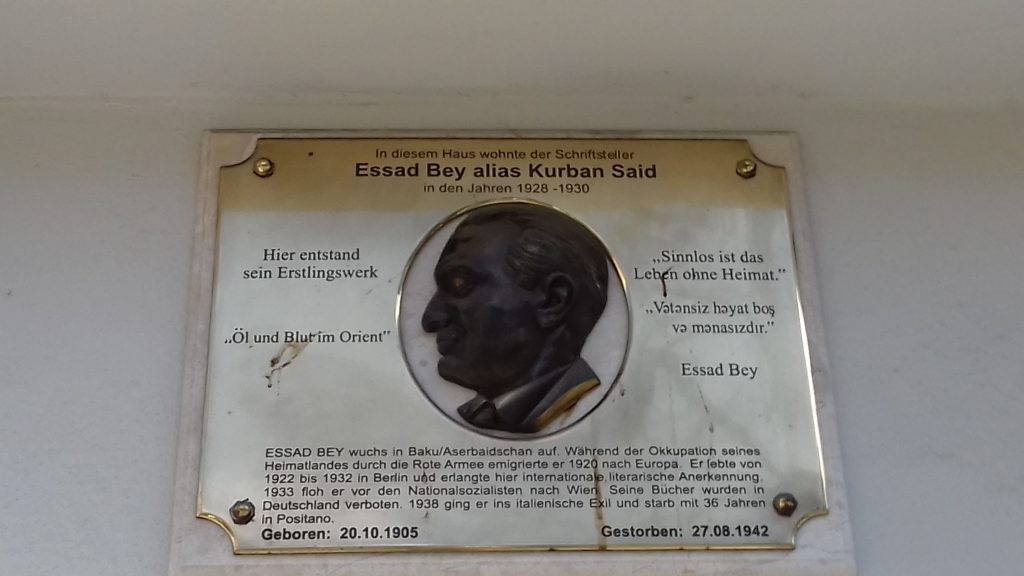 In diesem Haus wohnte der Schriftsteller
Essad Bey alias Kurban Said
in den Jahren 1928 -1930
Hier entstand
sein Erstlingswerk
„Öl und Blut im Orient”
„Sinnlos ist das
Leben ohne Heimat.”
„Vətənsiz həyat boş
və mənasızdır.”
Essad Bey
ESSAD BEY wuchs in Baku/Aserbaidschan auf. Während der Okkupation seines
Heimatlandes durch die Rote Armee emigrierte er 1920 nach Europa. Er lebte von
1922 bis 1932 in Berlin und erlangte hier internationale, literarische Anerkennung.
1933 floh er vor den Nationalsozialisten nach Wien. Seine Bücher wurden in
Deutschland verboten. 1938 ging er ins italienische Exil und starb mit 36 Jahren
in Positano.
Geboren: 20.10.1905 Gestorben: 27.08.1942